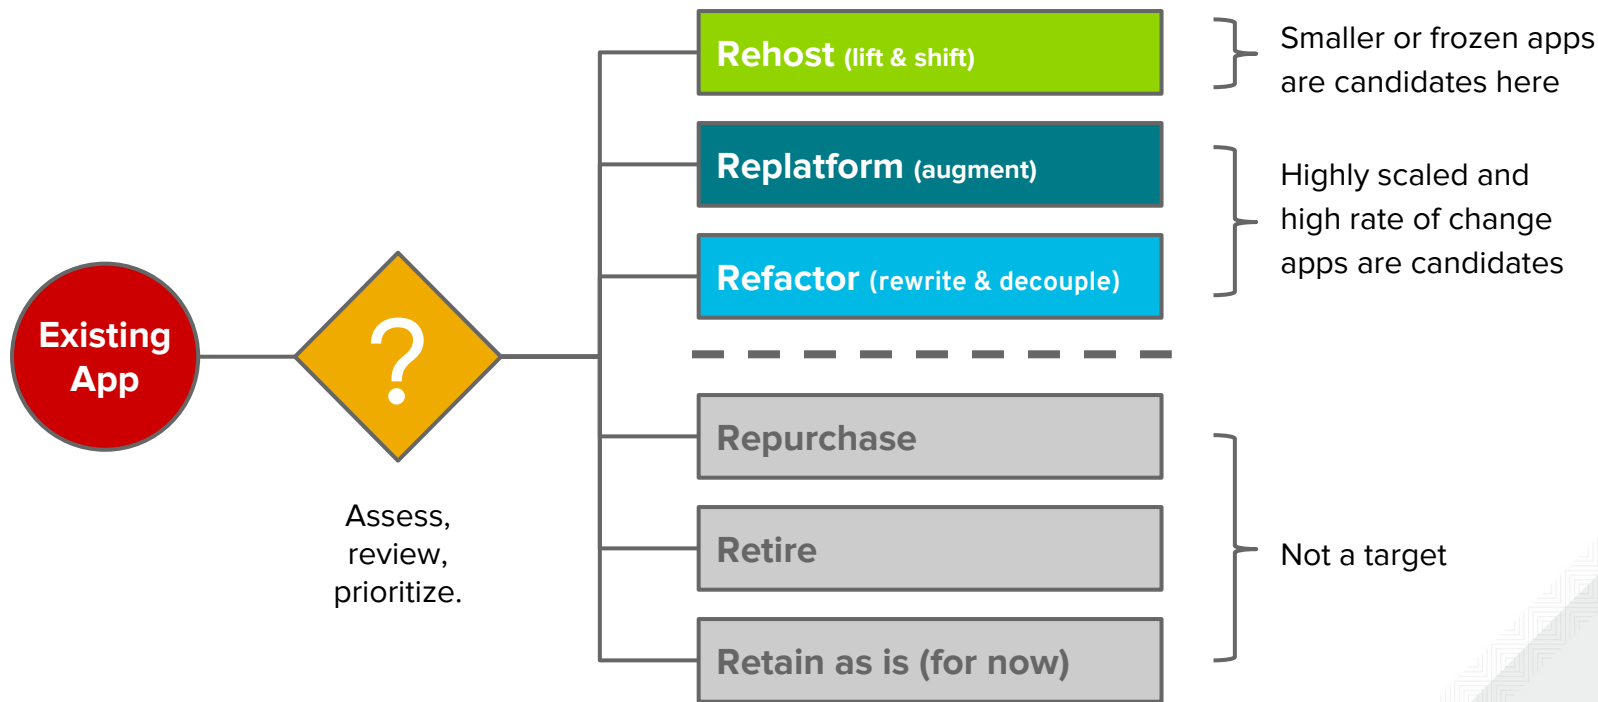 Existing
App
?
Assess,
review,
prioritize.
Rehost (lift & shift)
Replatform (augment)
Refactor (rewrite & decouple)
Repurchase
Retire
Retain as is (for now)
Smaller or frozen apps
are candidates here
Highly scaled and
high rate of change
apps are candidates
Not a target